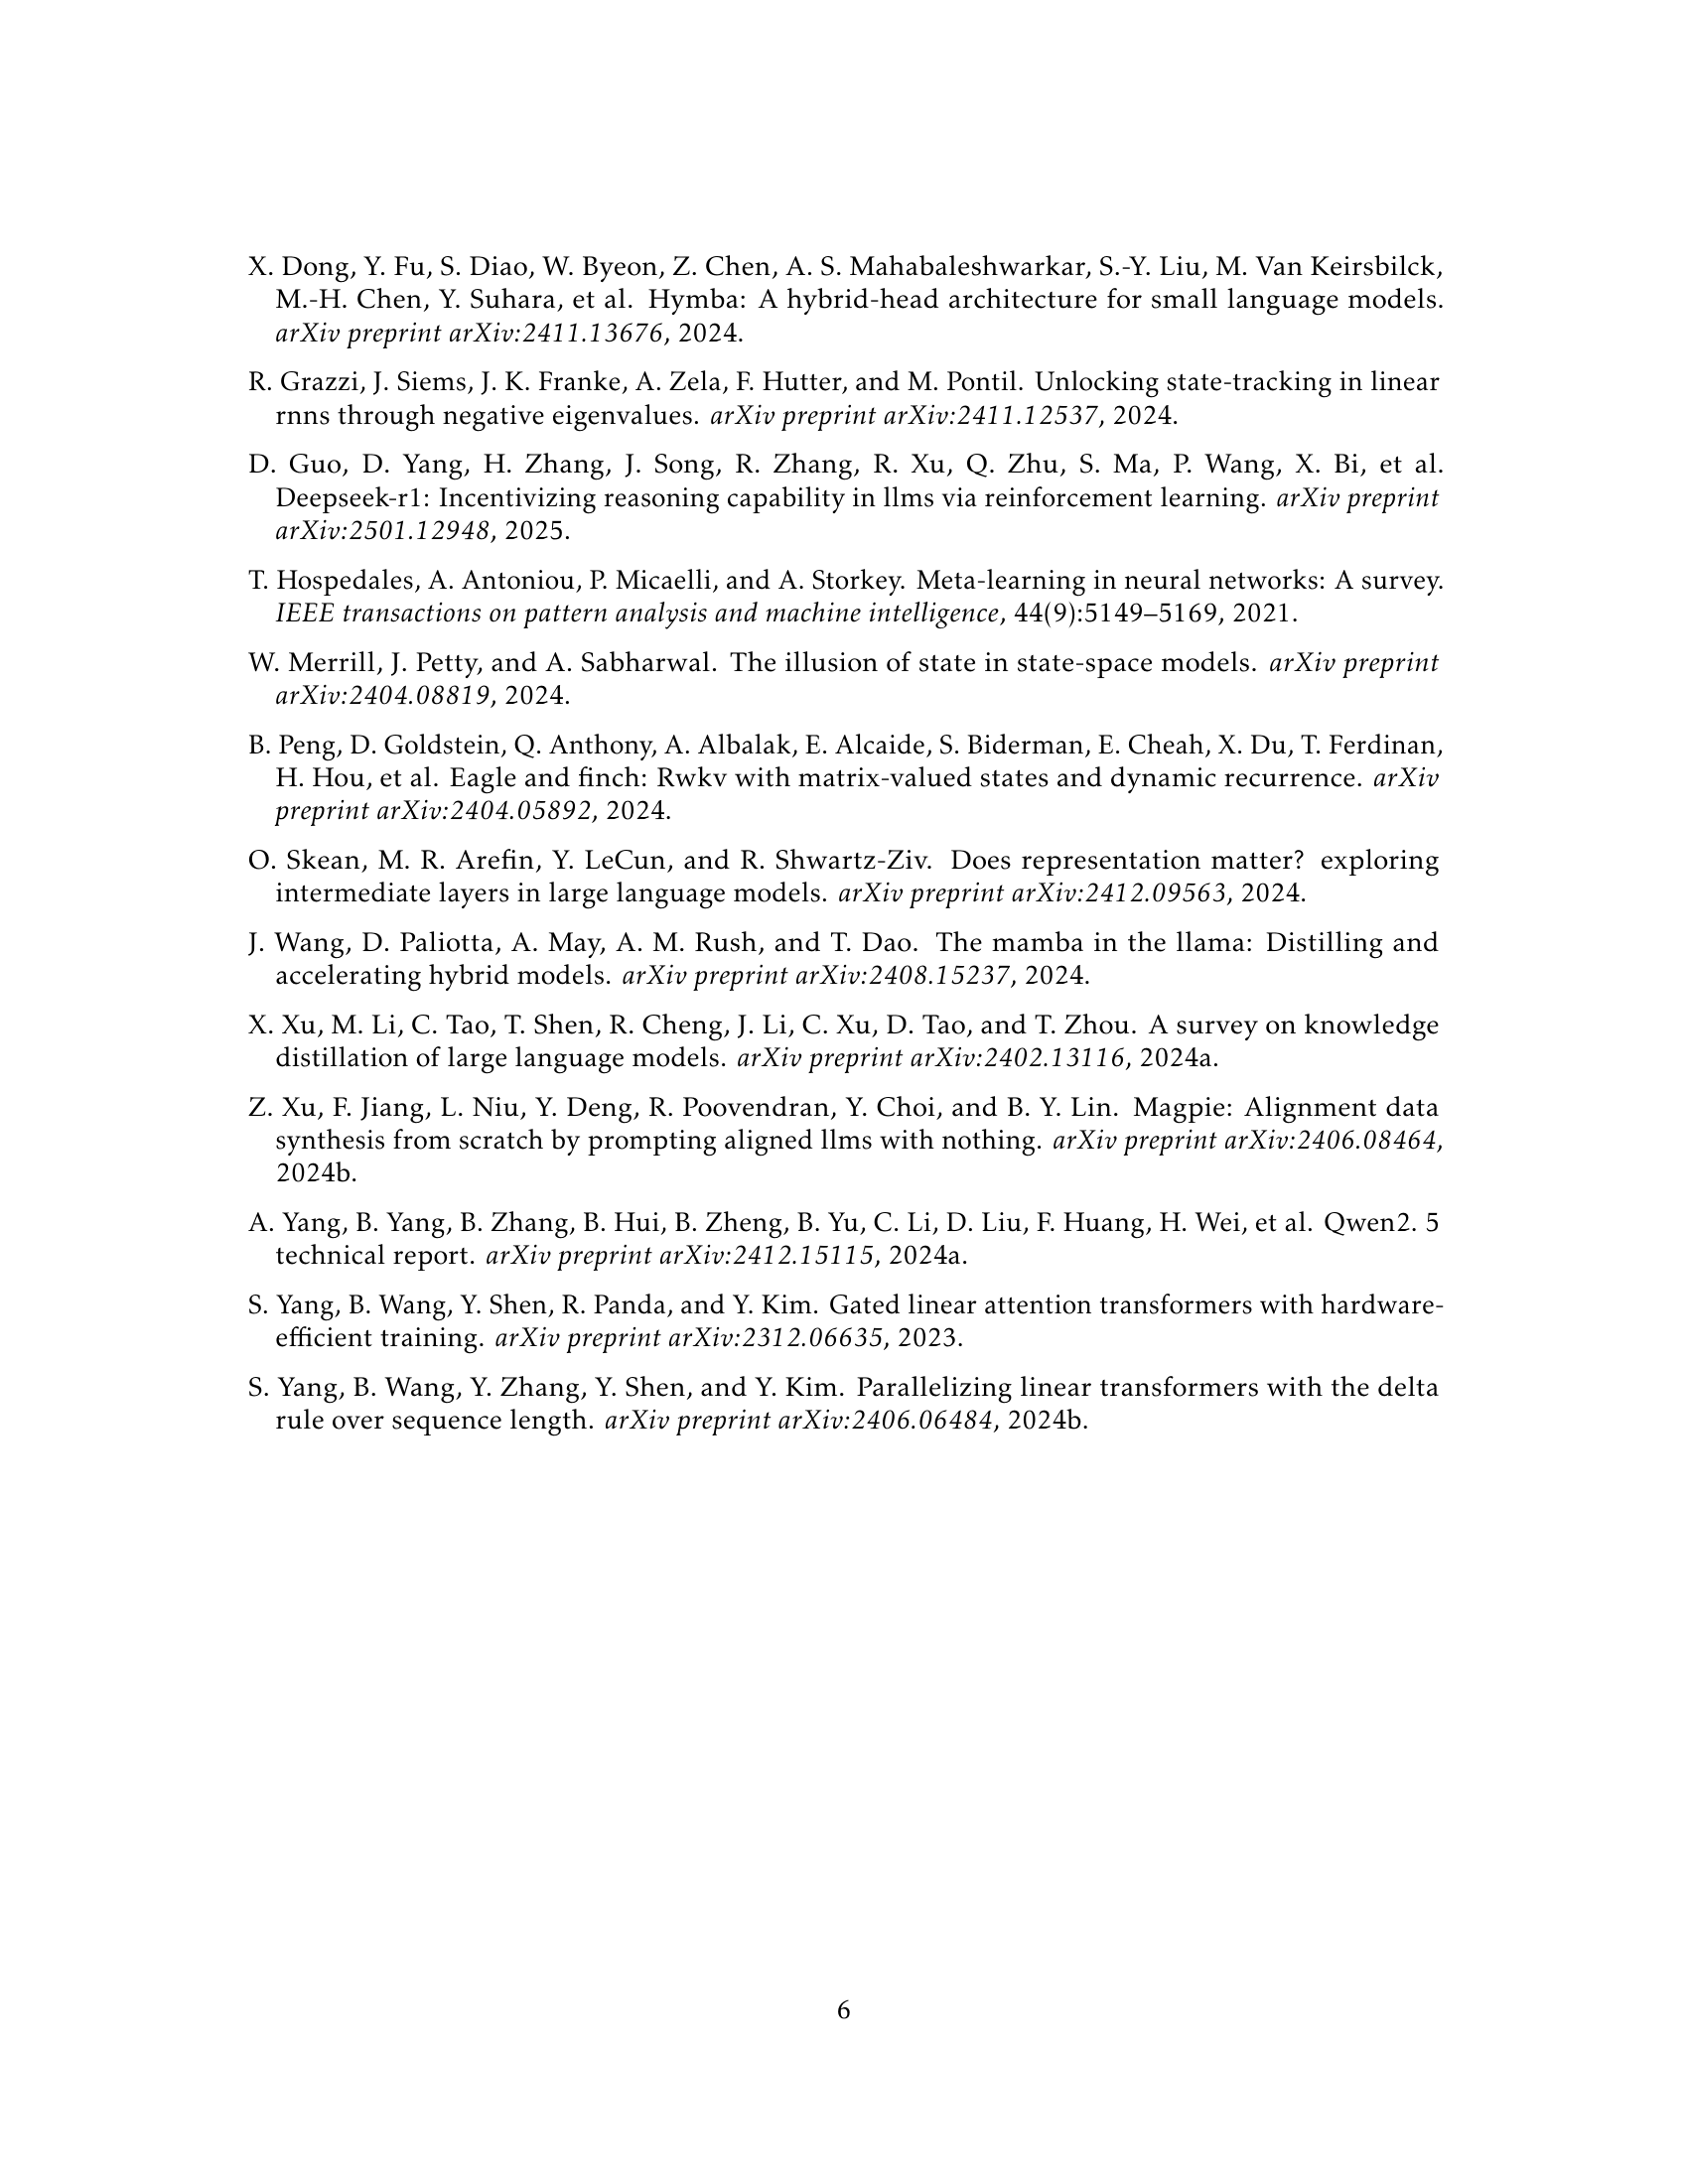 X. Dong, Y. Fu, S. Diao, W. Byeon, Z. Chen, A. S. Mahabaleshwarkar, S.-Y. Liu, M. Van Keirsbilck,
M.-H. Chen, Y. Suhara, et al. Hymba: A hybrid-head architecture for small language models.
arXiv preprint arXiv:2411.13676, 2024.
R. Grazzi, J. Siems, J. K. Franke, A. Zela, F. Hutter, and M. Pontil. Unlocking state-tracking in linear
rnns through negative eigenvalues. arXiv preprint arXiv:2411.12537, 2024.
D. Guo, D. Yang, H. Zhang, J. Song, R. Zhang, R. Xu, Q. Zhu, S. Ma, P. Wang, X. Bi, et al.
Deepseek-r1: Incentivizing reasoning capability in llms via reinforcement learning. arXiv preprint
arXiv:2501.12948, 2025.
T. Hospedales, A. Antoniou, P. Micaelli, and A. Storkey. Meta-learning in neural networks: A survey.
IEEE transactions on pattern analysis and machine intelligence, 44(9):5149–5169, 2021.
W. Merrill, J. Petty, and A. Sabharwal. The illusion of state in state-space models. arXiv preprint
arXiv:2404.08819, 2024.
B. Peng, D. Goldstein, Q. Anthony, A. Albalak, E. Alcaide, S. Biderman, E. Cheah, X. Du, T. Ferdinan,
H. Hou, et al. Eagle and finch: Rwkv with matrix-valued states and dynamic recurrence. arXiv
preprint arXiv:2404.05892, 2024.
O. Skean, M. R. Arefin, Y. LeCun, and R. Shwartz-Ziv. Does representation matter? exploring
intermediate layers in large language models. arXiv preprint arXiv:2412.09563, 2024.
J. Wang, D. Paliotta, A. May, A. M. Rush, and T. Dao. The mamba in the llama: Distilling and
accelerating hybrid models. arXiv preprint arXiv:2408.15237, 2024.
X. Xu, M. Li, C. Tao, T. Shen, R. Cheng, J. Li, C. Xu, D. Tao, and T. Zhou. A survey on knowledge
distillation of large language models. arXiv preprint arXiv:2402.13116, 2024a.
Z. Xu, F. Jiang, L. Niu, Y. Deng, R. Poovendran, Y. Choi, and B. Y. Lin. Magpie: Alignment data
synthesis from scratch by prompting aligned llms with nothing. arXiv preprint arXiv:2406.08464,
2024b.
A. Yang, B. Yang, B. Zhang, B. Hui, B. Zheng, B. Yu, C. Li, D. Liu, F. Huang, H. Wei, et al. Qwen2. 5
technical report. arXiv preprint arXiv:2412.15115, 2024a.
S. Yang, B. Wang, Y. Shen, R. Panda, and Y. Kim. Gated linear attention transformers with hardware-
efficient training. arXiv preprint arXiv:2312.06635, 2023.
S. Yang, B. Wang, Y. Zhang, Y. Shen, and Y. Kim. Parallelizing linear transformers with the delta
rule over sequence length. arXiv preprint arXiv:2406.06484, 2024b.
6